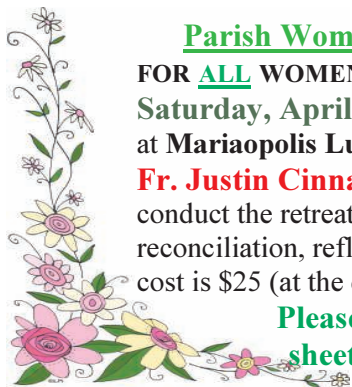 Parish Wom
FOR ALL WOMEN
Saturday, April
at Mariaopolis Lu
Fr. Justin Cinna
conduct the retreat
reconciliation, refl
cost is $25 (at the
Please
sheet